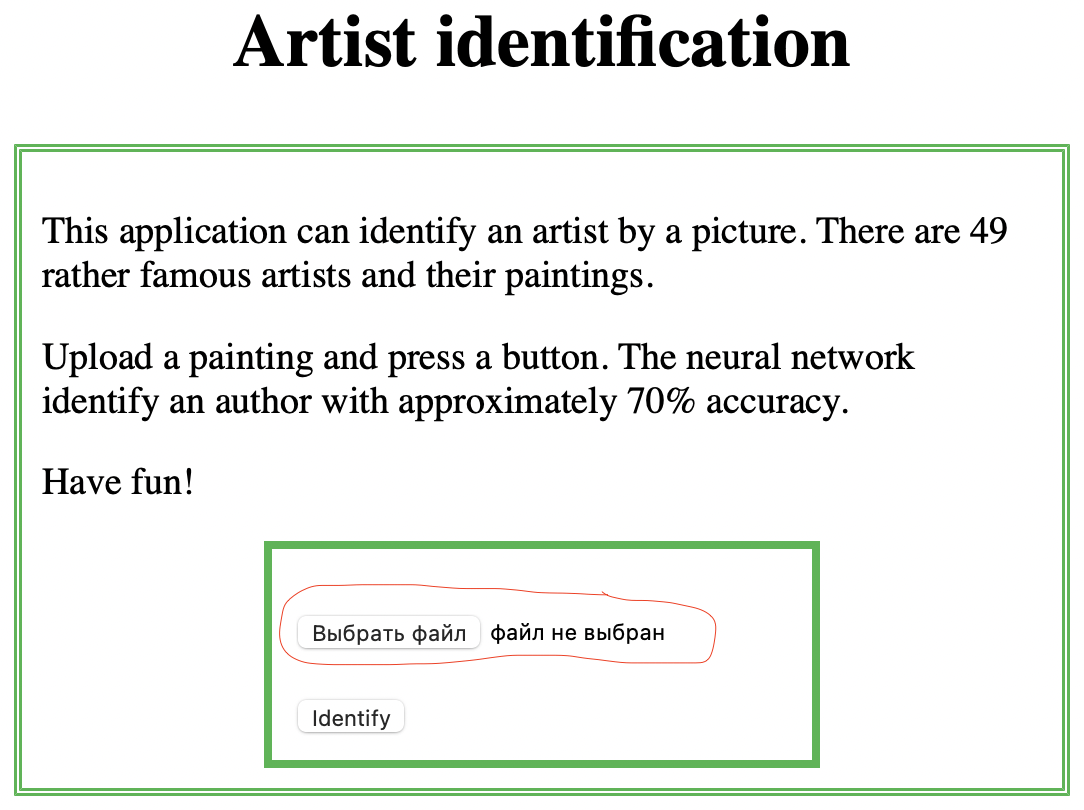 Artist identification
This application can identify an artist by a picture. There are 49
rather famous artists and their paintings.
Upload a painting and press a button. The neural network
identify an author with approximately 70% accuracy.
Have fun!
Выбрать файл файл не выбран
Identify